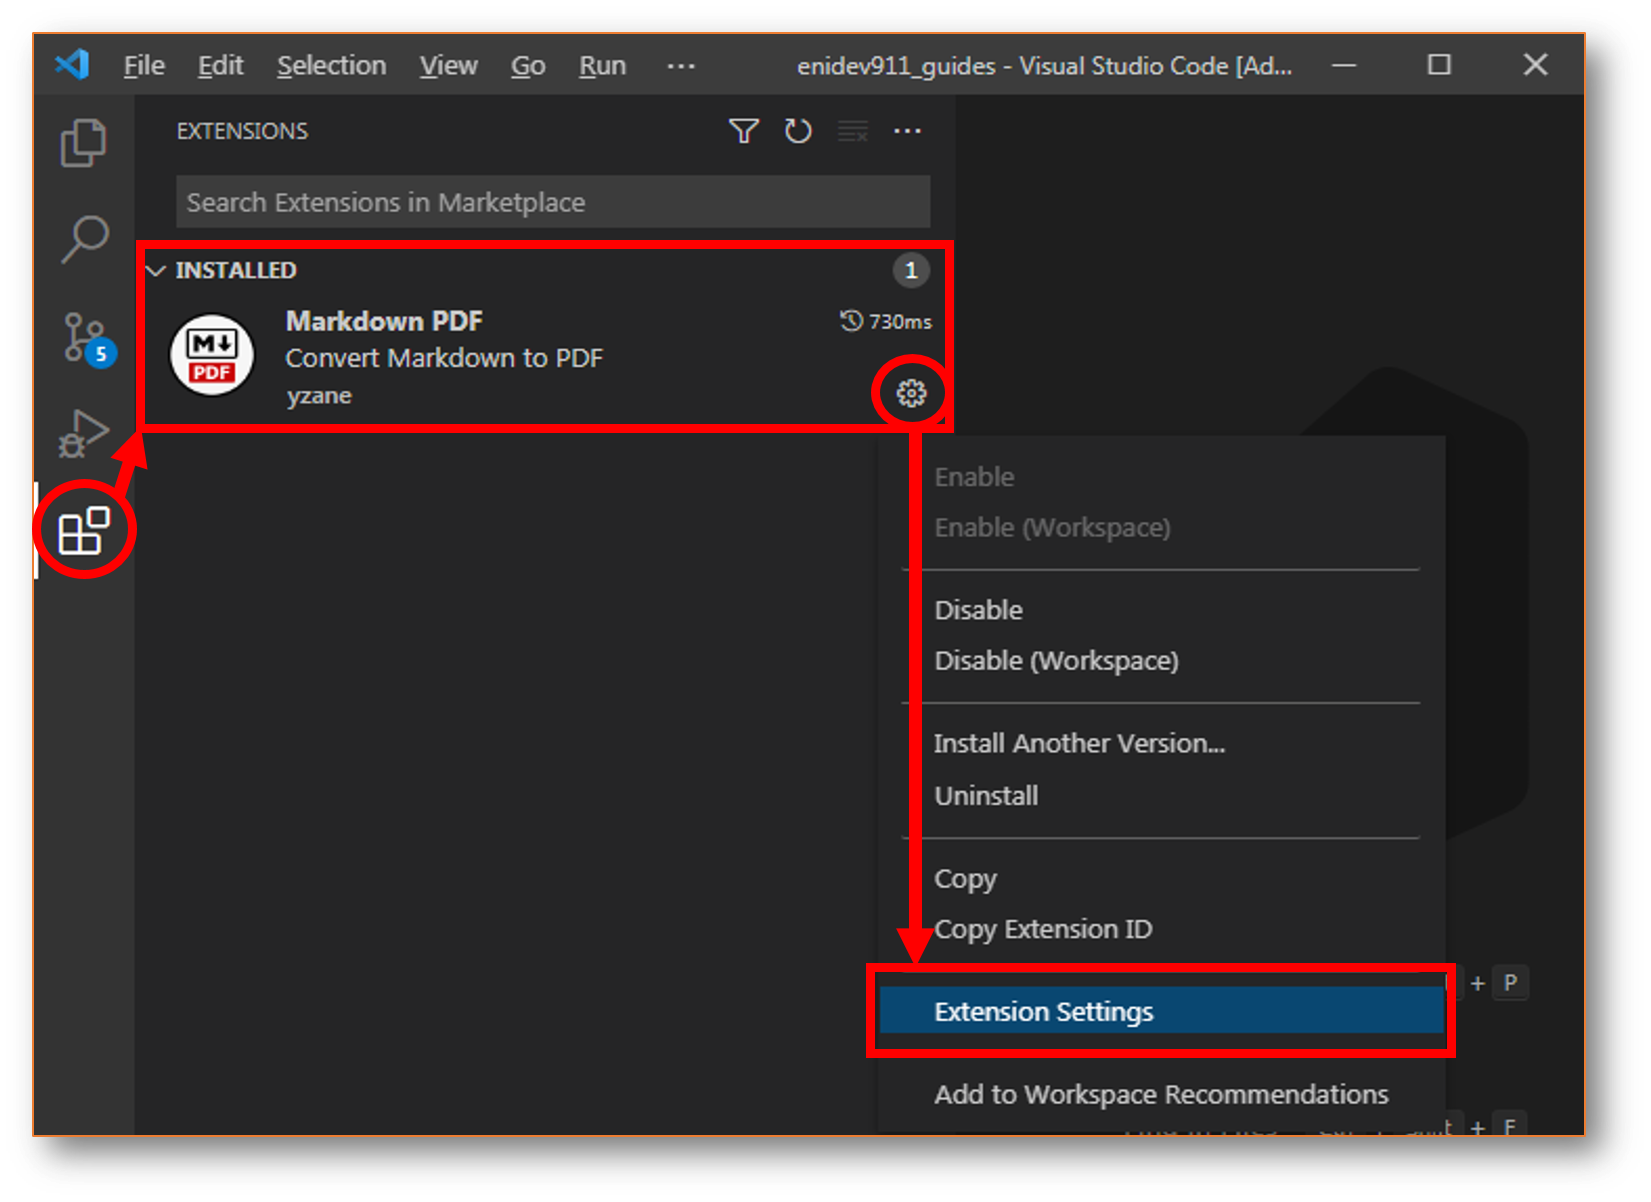 File Edit Selection View Go Run ··· enidev911_guides - Visual Studio Code [Ad...
EXTENSIONS
Search Extensions in Marketplace
INSTALLED 1
Markdown PDF 730ms
M PDF
Convert Markdown to PDF
yzane
5
Enable
Enable (Workspace)
Disable
Disable (Workspace)
Install Another Version...
Uninstall
Copy
Copy Extension ID
+ P
Extension Settings
Add to Workspace Recommendations
+ F